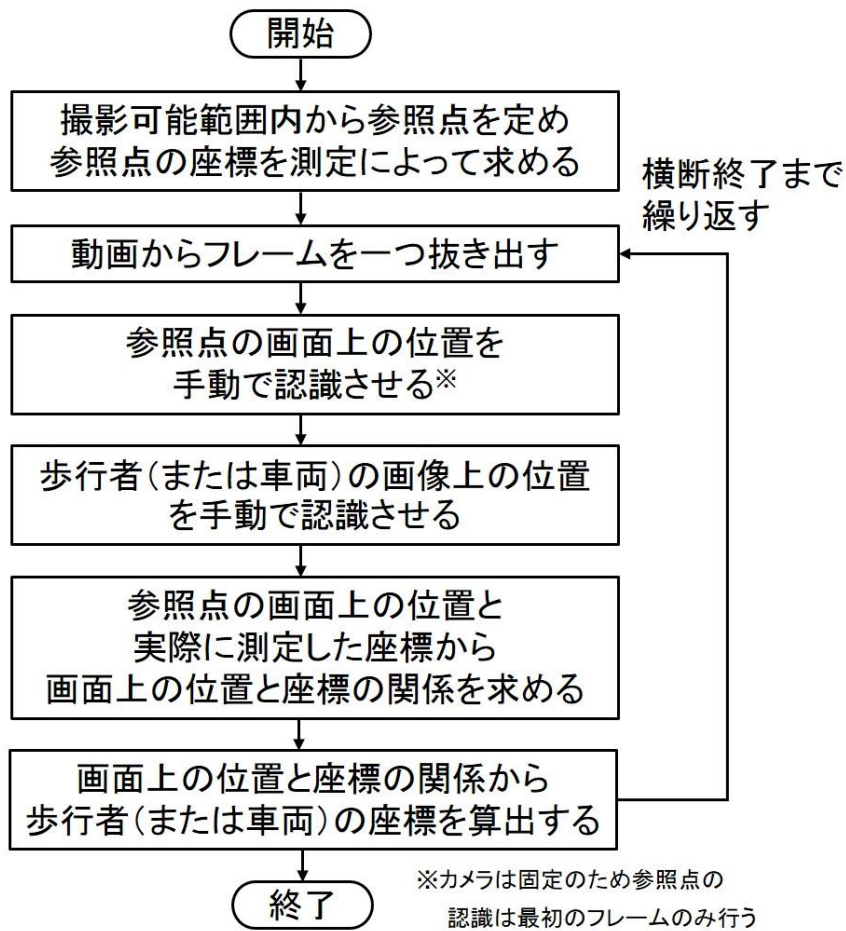 開始
撮影可能範囲内から参照点を定め
参照点の座標を測定によって求める
横断終了まで
繰り返す
動画からフレームを一つ抜き出す
参照点の画面上の位置を
手動で認識させる※
歩行者(または車両)の画像上の位置
を手動で認識させる
参照点の画面上の位置と
実際に測定した座標から
画面上の位置と座標の関係を求める
画面上の位置と座標の関係から
歩行者(または車両)の座標を算出する
終了
※カメラは固定のため参照点の
認識は最初のフレームのみ行う